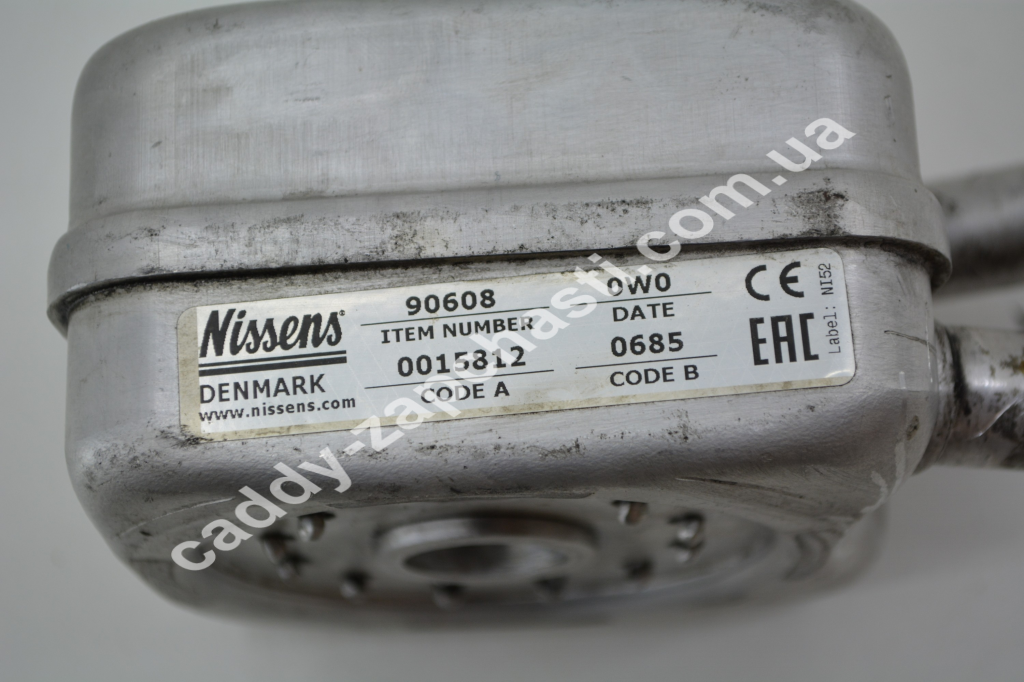 Nissens®
DENMARK
www.nissens.com
90608
ITEM NUMBER
0015812
CODE A
0W0
DATE
0685
CODE B
CE
EAC
Label: NI52
caddy-zapchasti.com.ua